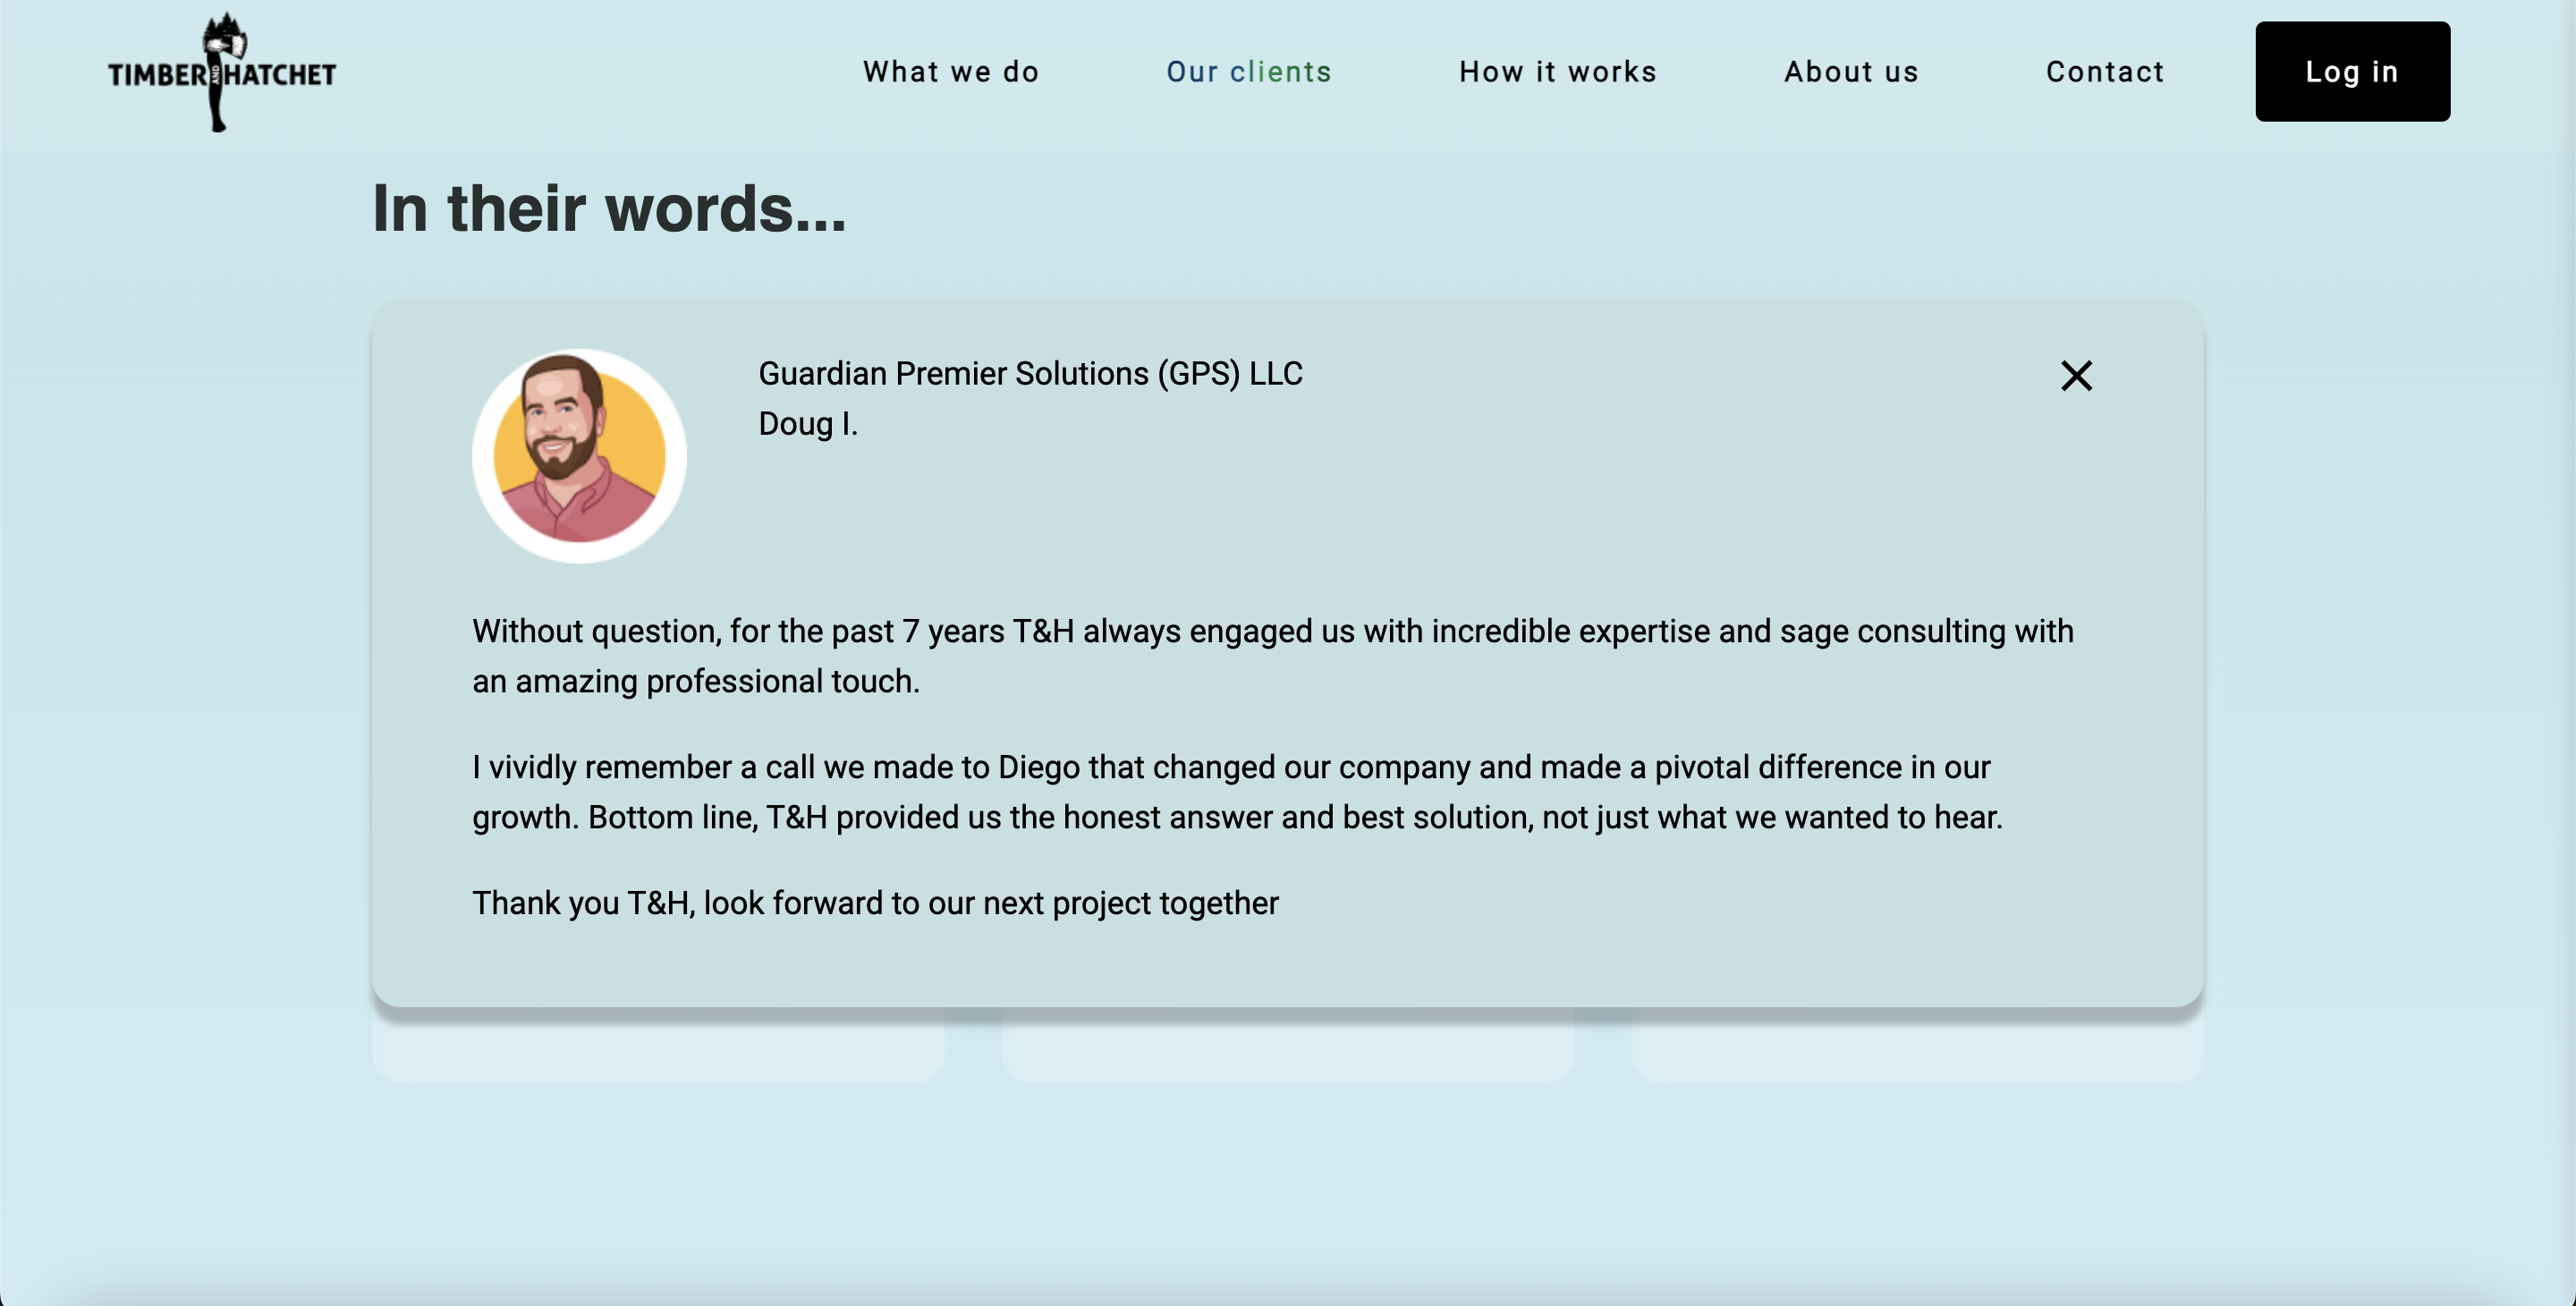 TIMBER AND HATCHET
What we do
Our clients
How it works
About us
Contact
Log in
In their words...
Guardian Premier Solutions (GPS) LLC
Doug I.
Without question, for the past 7 years T&H always engaged us with incredible expertise and sage consulting with
an amazing professional touch.
I vividly remember a call we made to Diego that changed our company and made a pivotal difference in our
growth. Bottom line, T&H provided us the honest answer and best solution, not just what we wanted to hear.
Thank you T&H, look forward to our next project together